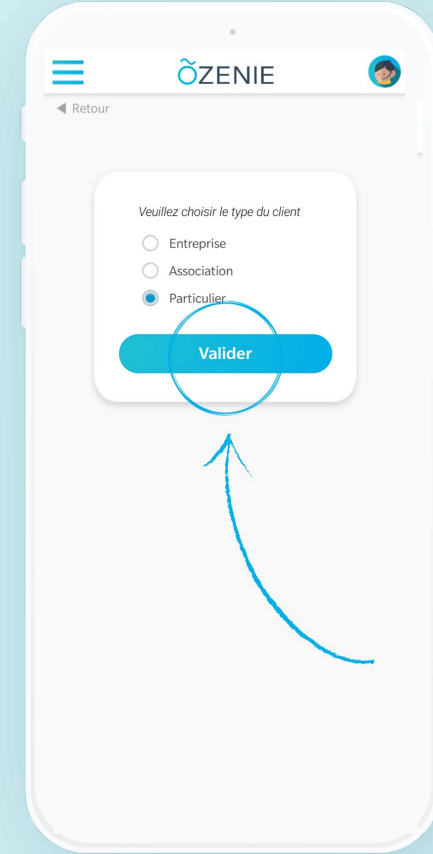 ÕZENIE
Retour
Veuillez choisir le type du client
Entreprise
Association
Particulier
Valider